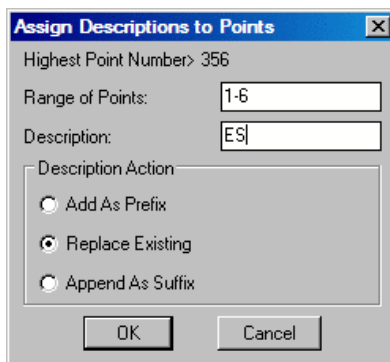 Assign Descriptions to Points
Highest Point Number> 356
Range of Points: 1-6
Description: ES
Description Action
Add As Prefix
Replace Existing
Append As Suffix
OK Cancel